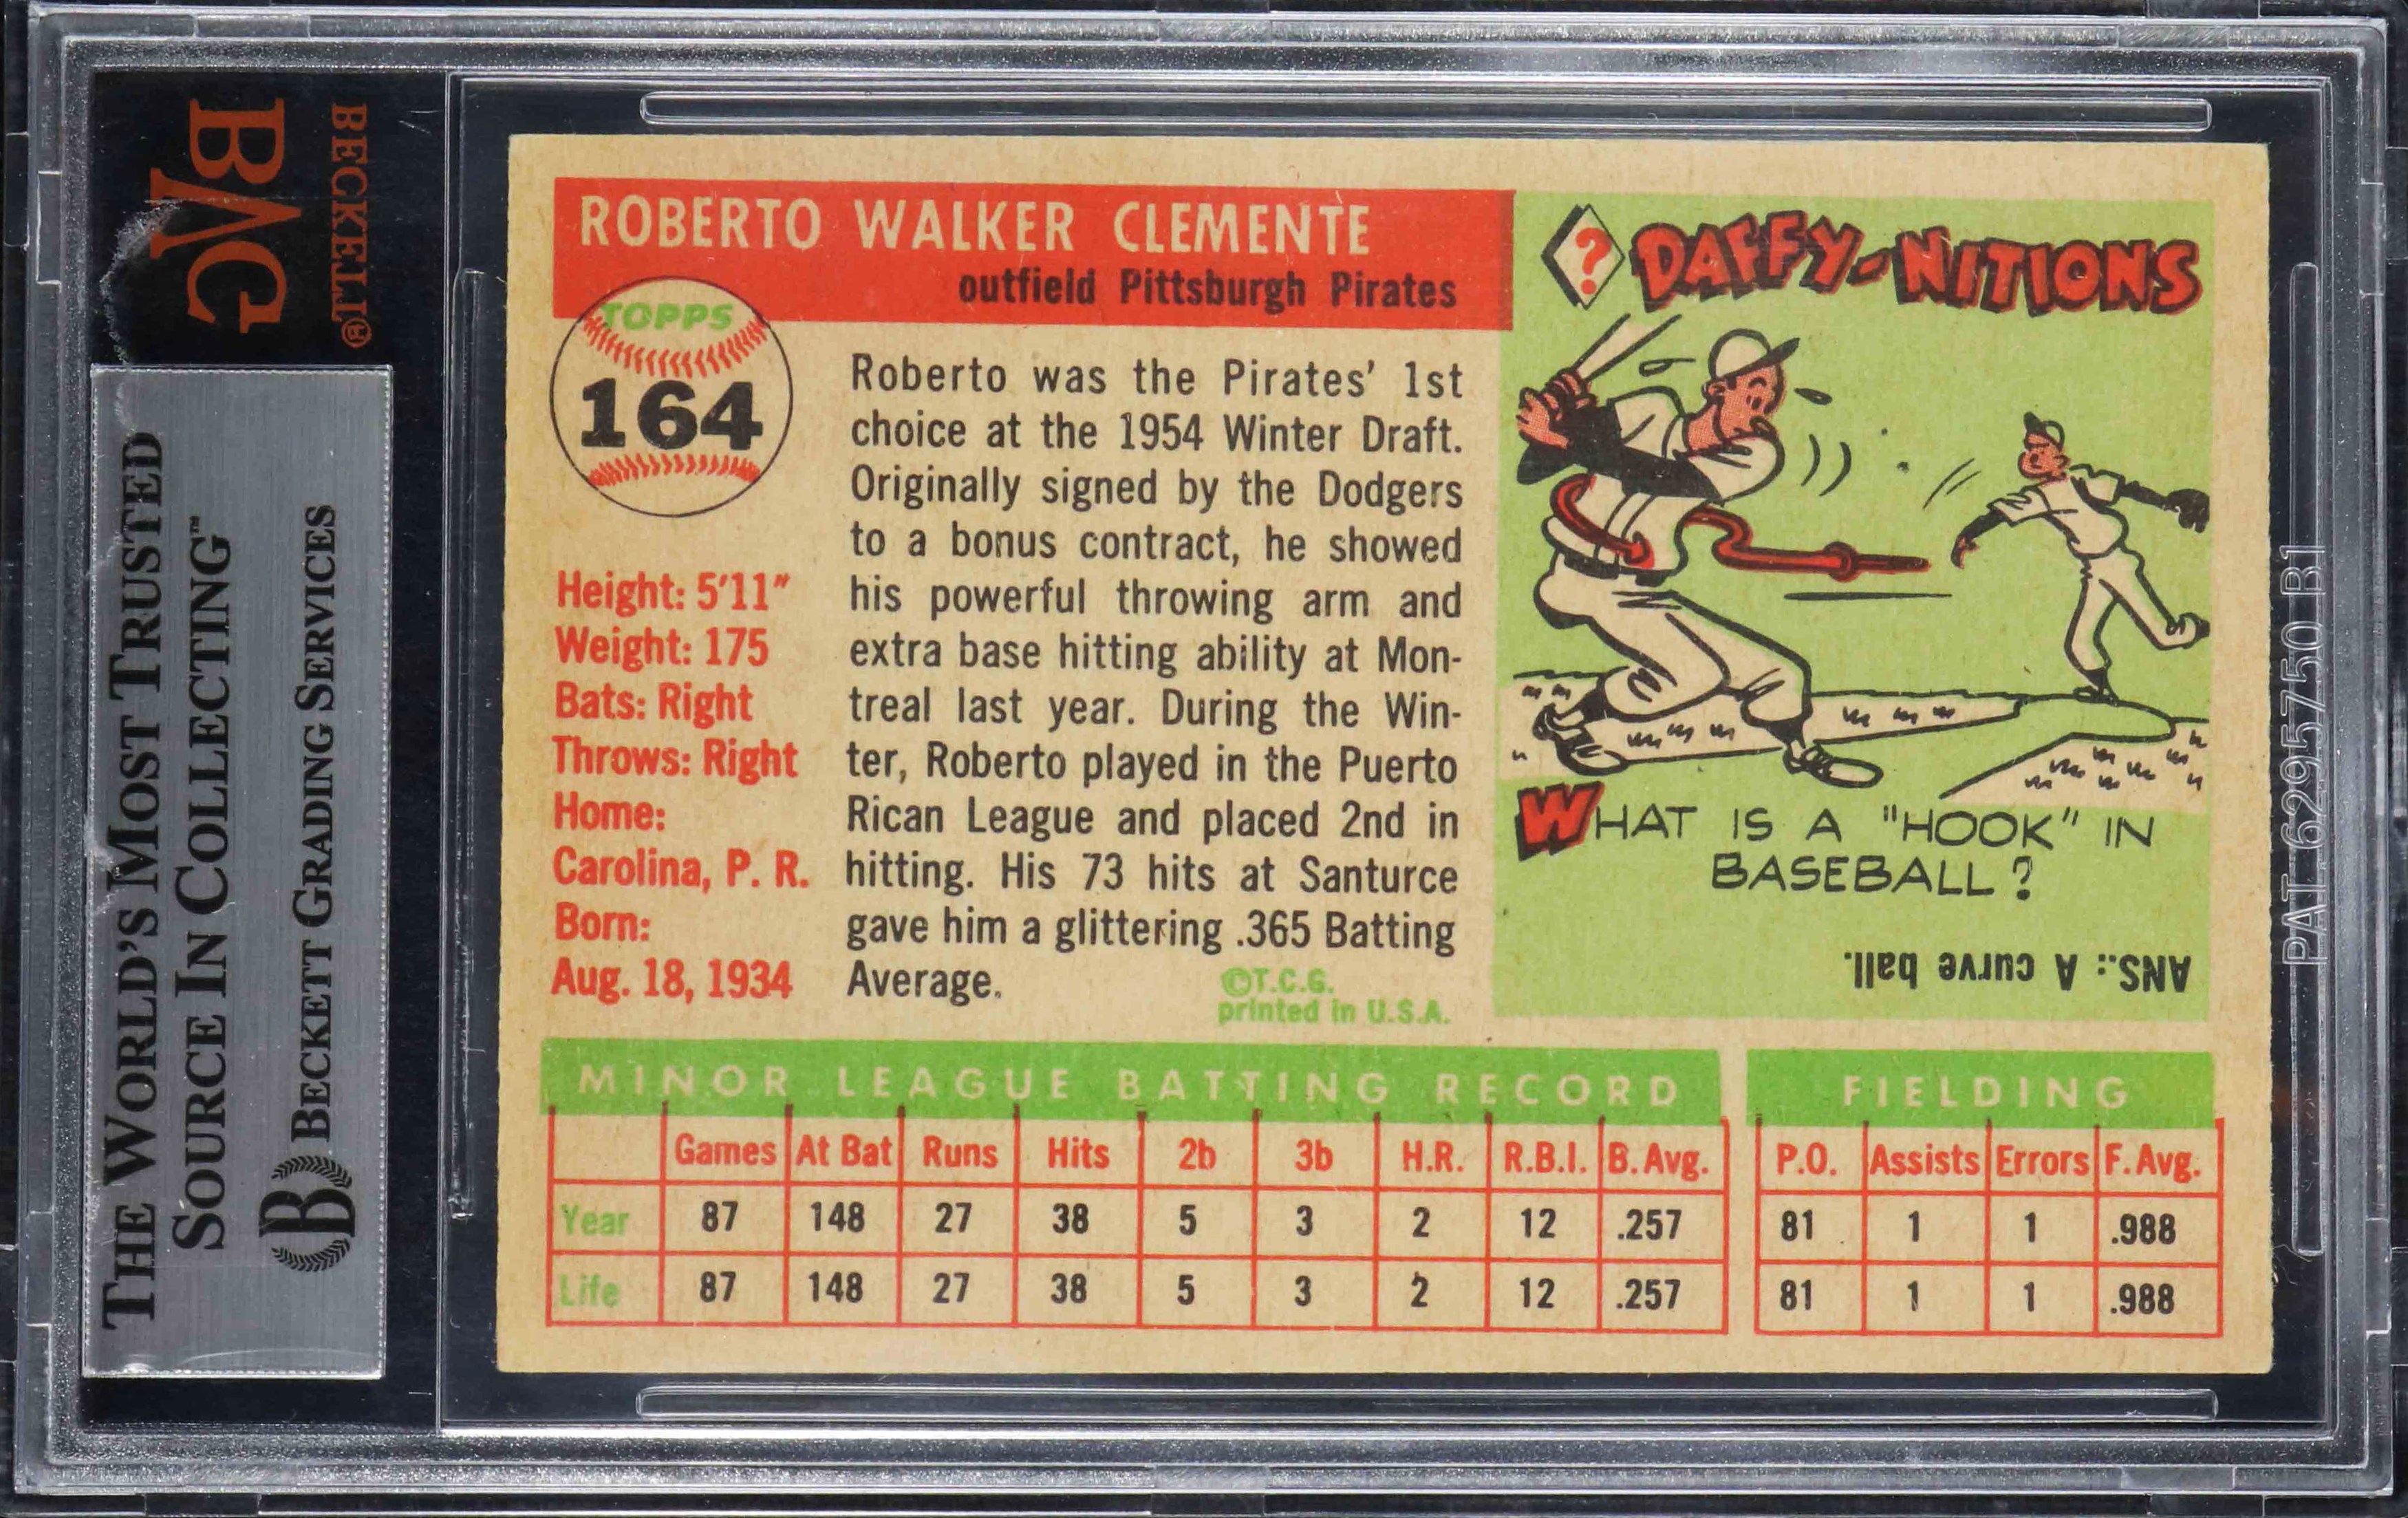 BECKETT®
BVG
THE WORLD'S MOST TRUSTED
SOURCE IN COLLECTING™
B BECKETT GRADING SERVICES
ROBERTO WALKER CLEMENTE
outfield Pittsburgh Pirates
TOPPS
164
Height: 5'11"
Weight: 175
Bats: Right
Throws: Right
Home:
Carolina, P. R.
Born:
Aug. 18, 1934
Roberto was the Pirates' 1st
choice at the 1954 Winter Draft.
Originally signed by the Dodgers
to a bonus contract, he showed
his powerful throwing arm and
extra base hitting ability at Mon-
treal last year. During the Win-
ter, Roberto played in the Puerto
Rican League and placed 2nd in
hitting. His 73 hits at Santurce
gave him a glittering .365 Batting
Average.
©T.C.G.
printed in U.S.A.
? DAFFY-NITIONS
WHAT IS A "HOOK" IN
BASEBALL?
ANS.: A curve ball.
MINOR LEAGUE BATTING RECORD FIELDING
Games At Bat Runs Hits 2b 3b H.R. R.B.I. B. Avg. P.O. Assists Errors F. Avg.
Year 87 148 27 38 5 3 2 12 .257 81 1 1 .988
Life 87 148 27 38 5 3 2 12 .257 81 1 1 .988
PAT. 6295750 B1